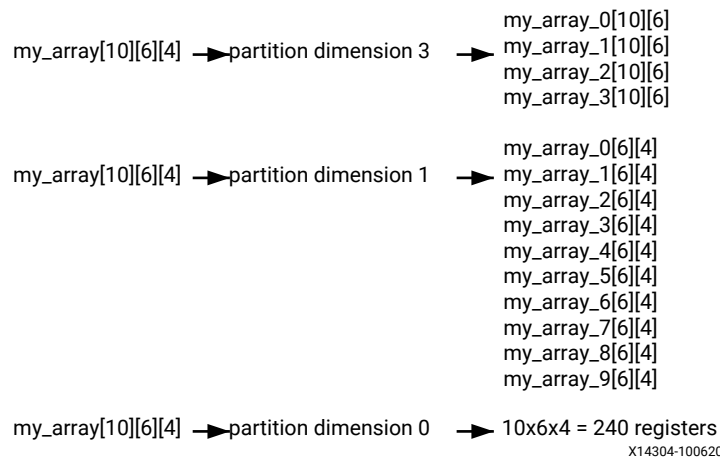 my_array[10][6][4] partition dimension 3 my_array_0[10][6]
my_array_1[10][6]
my_array_2[10][6]
my_array_3[10][6]
my_array[10][6][4] partition dimension 1 my_array_0[6][4]
my_array_1[6][4]
my_array_2[6][4]
my_array_3[6][4]
my_array_4[6][4]
my_array_5[6][4]
my_array_6[6][4]
my_array_7[6][4]
my_array_8[6][4]
my_array_9[6][4]
my_array[10][6][4] partition dimension 0 10x6x4 = 240 registers
X14304-100620